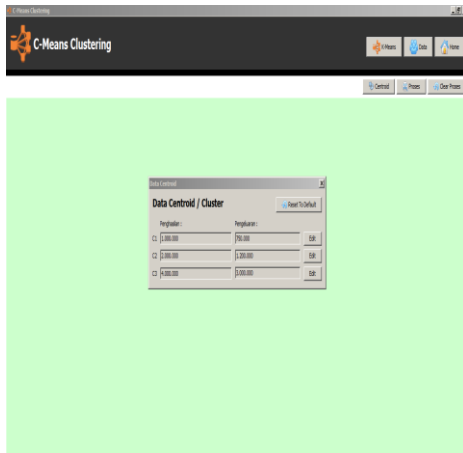 C-Means Clustering
C-Means Clustering
K-Means Data Home
Centroid Proses Clear Proses
Data Centroid
Data Centroid / Cluster Reset To Default
Penghasilan : Pengeluaran :
C1 1.000.000 750.000 Edit
C2 2.000.000 1.200.000 Edit
C3 4.000.000 3.000.000 Edit